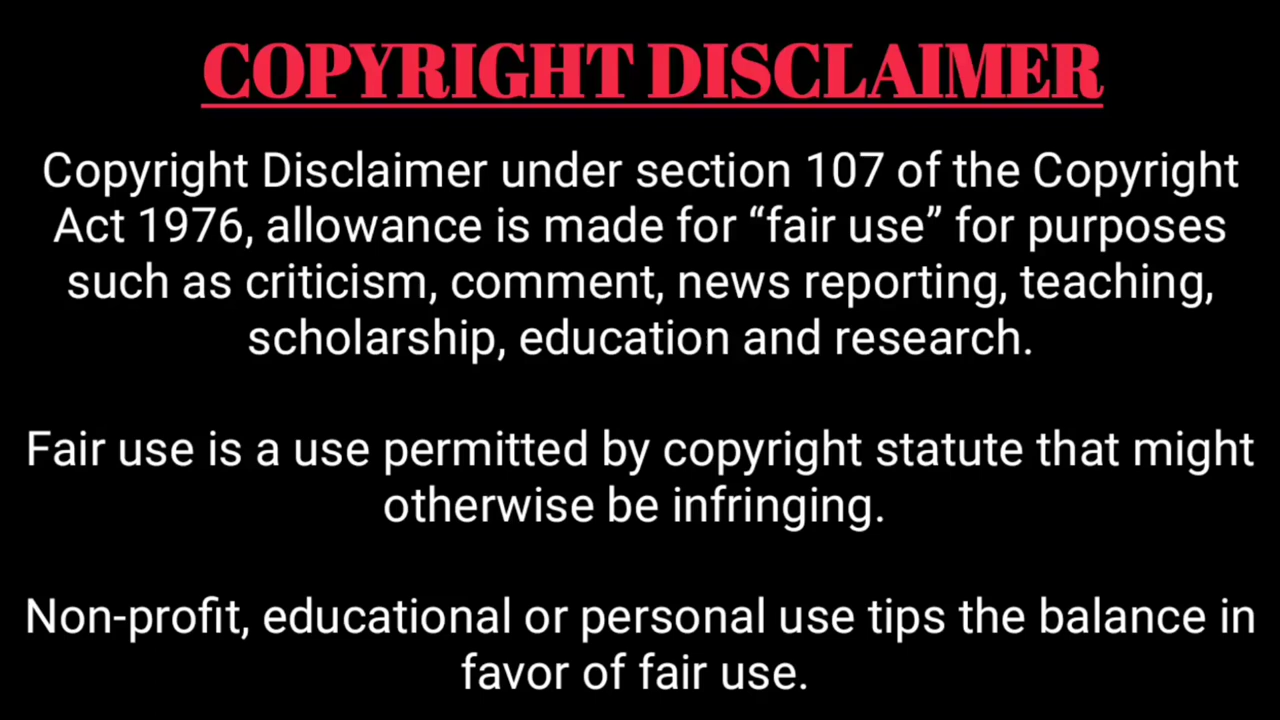 COPYRIGHT DISCLAIMER
Copyright Disclaimer under section 107 of the Copyright
Act 1976, allowance is made for “fair use” for purposes
such as criticism, comment, news reporting, teaching,
scholarship, education and research.
Fair use is a use permitted by copyright statute that might
otherwise be infringing.
Non-profit, educational or personal use tips the balance in
favor of fair use.